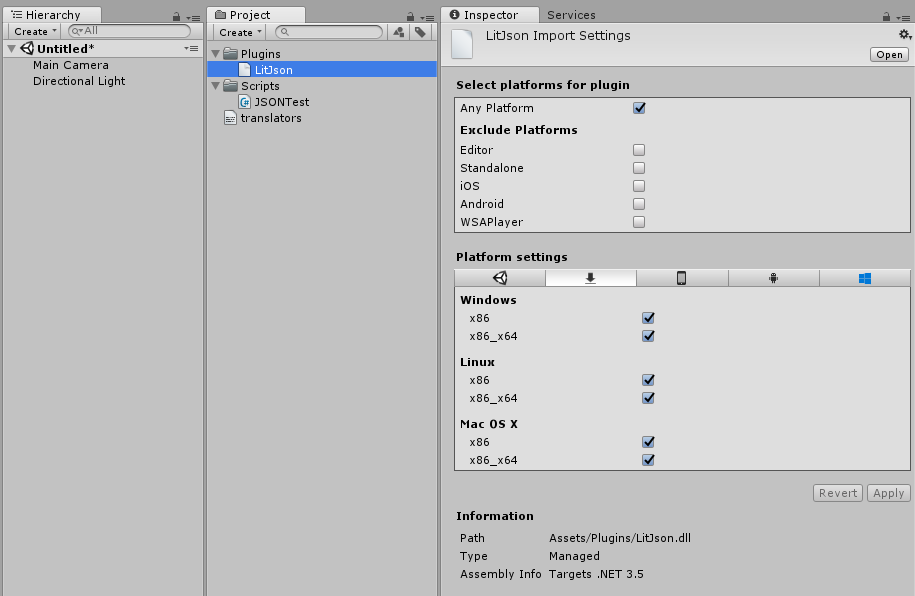 Hierarchy
Create
All
Untitled*
Main Camera
Directional Light
Project
Create
Plugins
LitJson
Scripts
JSONTest
translators
Inspector
Services
LitJson Import Settings
Open
Select platforms for plugin
Any Platform
Exclude Platforms
Editor
Standalone
iOS
Android
WSAPlayer
Platform settings
Windows
x86
x86_x64
Linux
x86
x86_x64
Mac OS X
x86
x86_x64
Revert Apply
Information
Path Assets/Plugins/LitJson.dll
Type Managed
Assembly Info Targets .NET 3.5